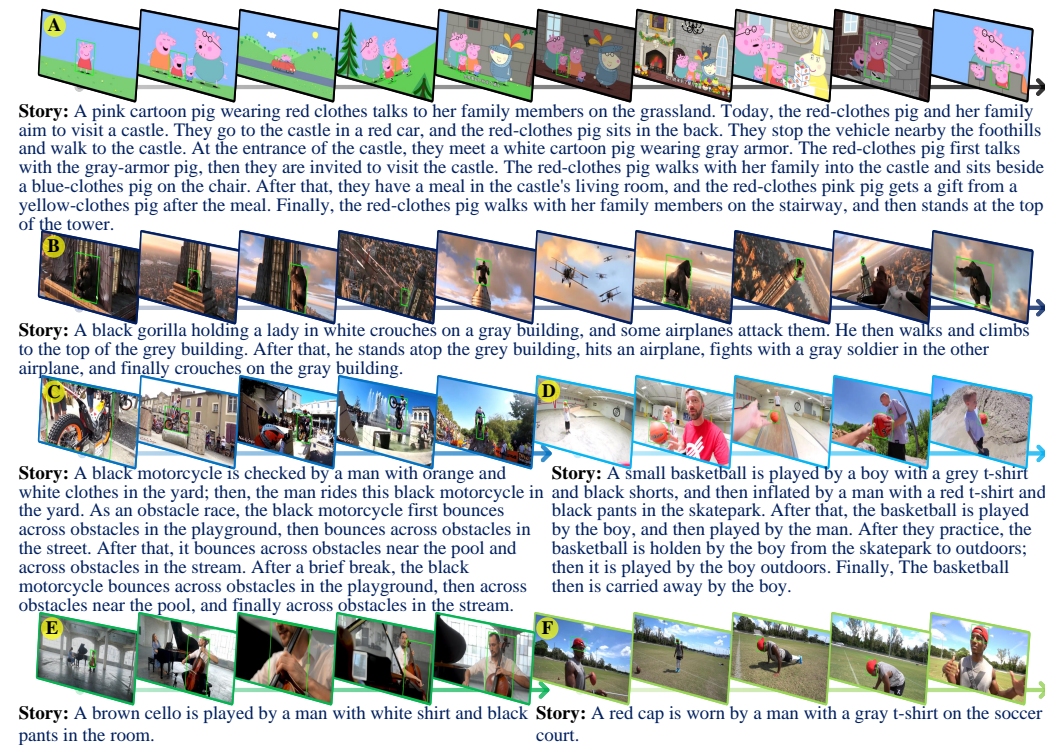 A
Story: A pink cartoon pig wearing red clothes talks to her family members on the grassland. Today, the red-clothes pig and her family
aim to visit a castle. They go to the castle in a red car, and the red-clothes pig sits in the back. They stop the vehicle nearby the foothills
and walk to the castle. At the entrance of the castle, they meet a white cartoon pig wearing gray armor. The red-clothes pig first talks
with the gray-armor pig, then they are invited to visit the castle. The red-clothes pig walks with her family into the castle and sits beside
a blue-clothes pig on the chair. After that, they have a meal in the castle's living room, and the red-clothes pink pig gets a gift from a
yellow-clothes pig after the meal. Finally, the red-clothes pig walks with her family members on the stairway, and then stands at the top
of the tower.
B
Story: A black gorilla holding a lady in white crouches on a gray building, and some airplanes attack them. He then walks and climbs
to the top of the grey building. After that, he stands atop the grey building, hits an airplane, fights with a gray soldier in the other
airplane, and finally crouches on the gray building.
C
Story: A black motorcycle is checked by a man with orange and
white clothes in the yard; then, the man rides this black motorcycle in
the yard. As an obstacle race, the black motorcycle first bounces
across obstacles in the playground, then bounces across obstacles in
the street. After that, it bounces across obstacles near the pool and
across obstacles in the stream. After a brief break, the black
motorcycle bounces across obstacles in the playground, then across
obstacles near the pool, and finally across obstacles in the stream.
D
Story: A small basketball is played by a boy with a grey t-shirt
and black shorts, and then inflated by a man with a red t-shirt and
black pants in the skatepark. After that, the basketball is played
by the boy, and then played by the man. After they practice, the
basketball is holden by the boy from the skatepark to outdoors;
then it is played by the boy outdoors. Finally, The basketball
then is carried away by the boy.
E
Story: A brown cello is played by a man with white shirt and black
pants in the room.
F
Story: A red cap is worn by a man with a gray t-shirt on the soccer
court.